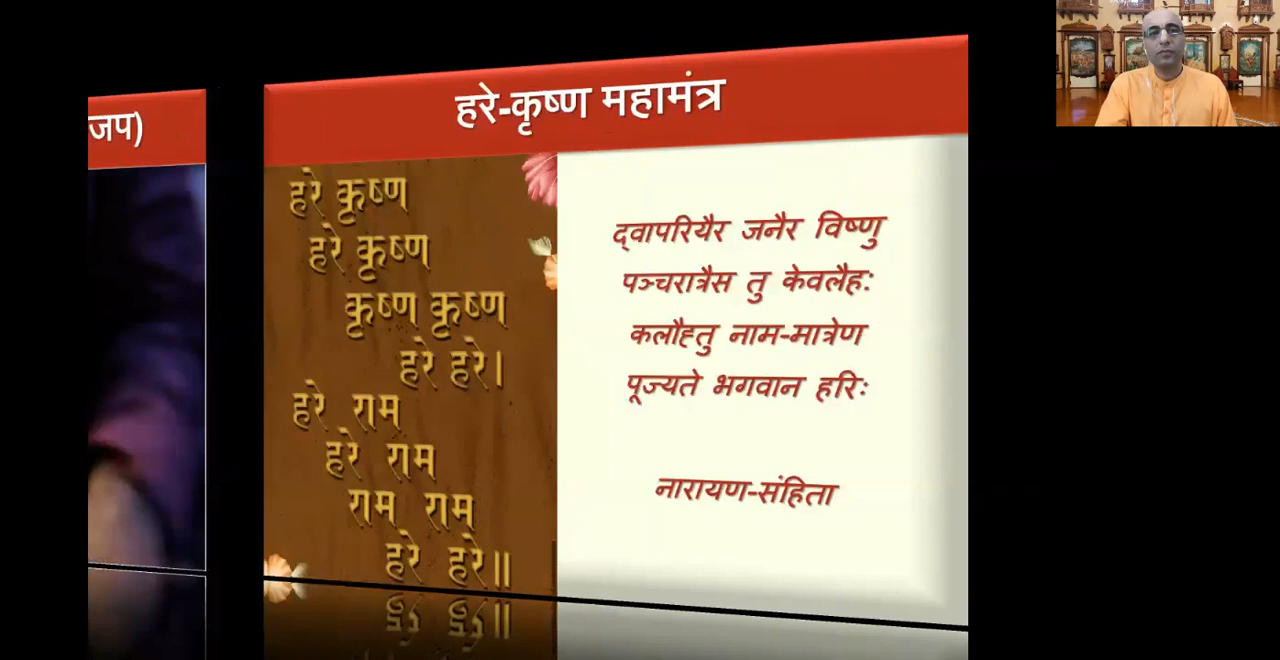 जप)
हरे-कृष्ण महामंत्र
हरे कृष्ण
हरे कृष्ण
कृष्ण कृष्ण
हरे हरे।
हरे राम
हरे राम
राम राम
हरे हरे॥
द्वापरियैर जनैर विष्णु
पञ्चरात्रैस तु केवलैहः
कलौह्तु नाम-मात्रेण
पूज्यते भगवान हरिः
नारायण-संहिता